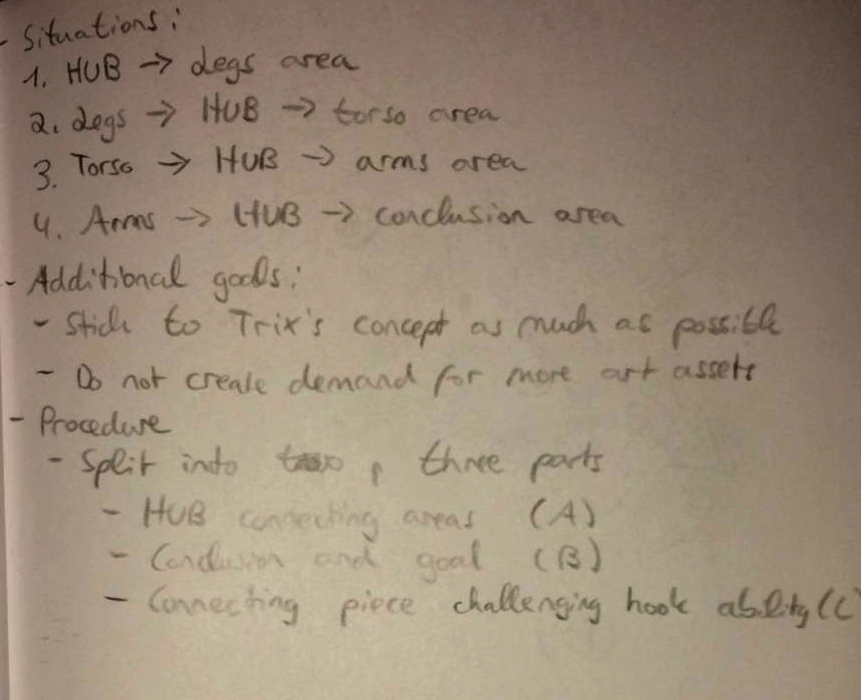 - Situations:
1. HUB → Legs area
2. Legs → HUB → torso area
3. Torso → HUB → arms area
4. Arms → HUB → conclusion area
- Additional goals:
- Stick to Trix's concept as much as possible
- Do not create demand for more art assets
- Procedure
- Split into two, three parts
- HUB connecting areas (A)
- Conclusion and goal (B)
- Connecting piece challenging hook ability (C